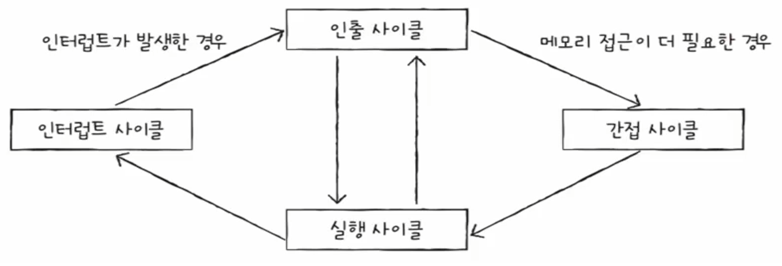 인출 사이클
인터럽트가 발생한 경우
메모리 접근이 더 필요한 경우
인터럽트 사이클
간접 사이클
실행 사이클